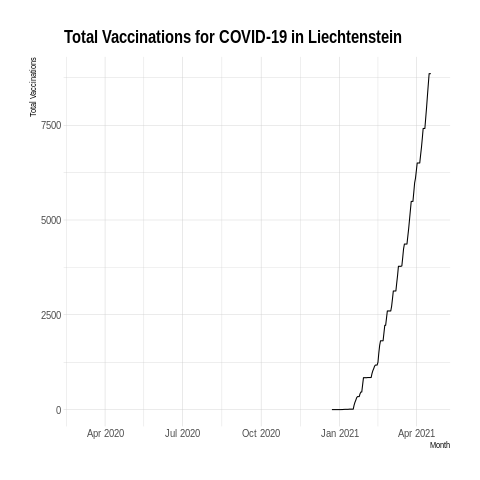 Total Vaccinations for COVID-19 in Liechtenstein
Total Vaccinations
7500
5000
2500
0
Apr 2020 Jul 2020 Oct 2020 Jan 2021 Apr 2021
Month